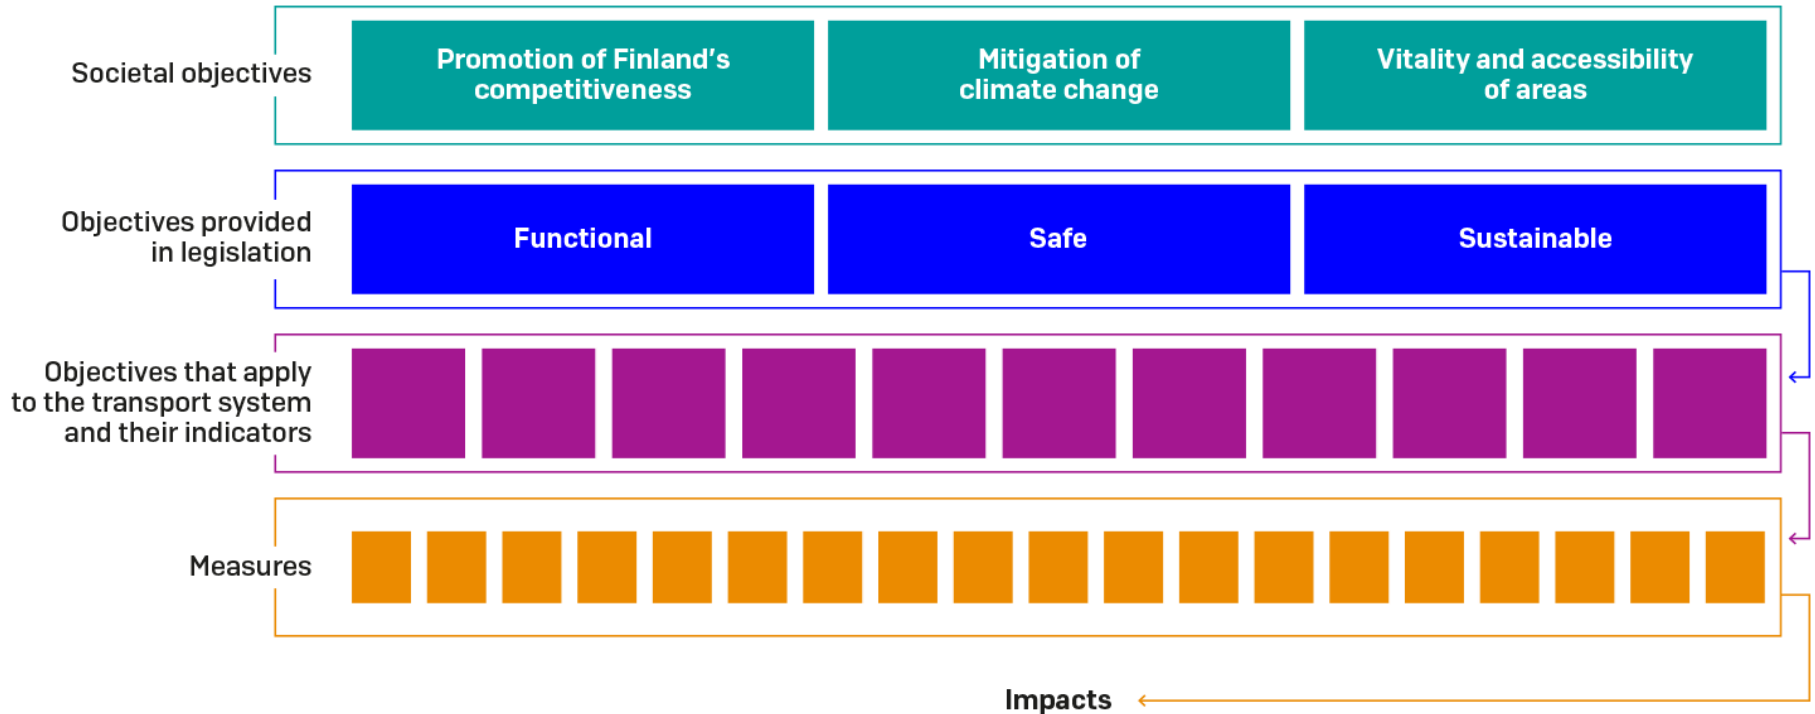 Societal objectives
Promotion of Finland’s
competitiveness
Mitigation of
climate change
Vitality and accessibility
of areas
Objectives provided
in legislation
Functional
Safe
Sustainable
Objectives that apply
to the transport system
and their indicators
Measures
Impacts